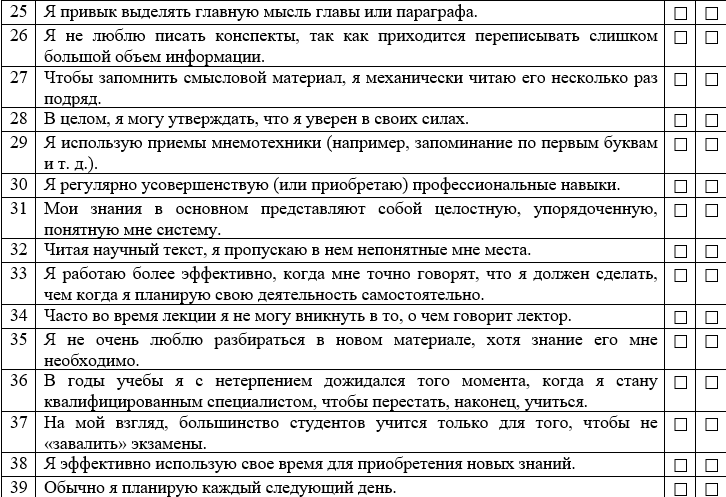 25 Я привык выделять главную мысль главы или параграфа. □ □
26 Я не люблю писать конспекты, так как приходится переписывать слишком □ □
большой объем информации.
27 Чтобы запомнить смысловой материал, я механически читаю его несколько раз □ □
подряд.
28 В целом, я могу утверждать, что я уверен в своих силах. □ □
29 Я использую приемы мнемотехники (например, запоминание по первым буквам □ □
и т. д.).
30 Я регулярно усовершенствую (или приобретаю) профессиональные навыки. □ □
31 Мои знания в основном представляют собой целостную, упорядоченную, □ □
понятную мне систему.
32 Читая научный текст, я пропускаю в нем непонятные мне места. □ □
33 Я работаю более эффективно, когда мне точно говорят, что я должен сделать, □ □
чем когда я планирую свою деятельность самостоятельно.
34 Часто во время лекции я не могу вникнуть в то, о чем говорит лектор. □ □
35 Я не очень люблю разбираться в новом материале, хотя знание его мне □ □
необходимо.
36 В годы учебы я с нетерпением дожидался того момента, когда я стану □ □
квалифицированным специалистом, чтобы перестать, наконец, учиться.
37 На мой взгляд, большинство студентов учится только для того, чтобы не □ □
«завалить» экзамены.
38 Я эффективно использую свое время для приобретения новых знаний. □ □
39 Обычно я планирую каждый следующий день. □ □